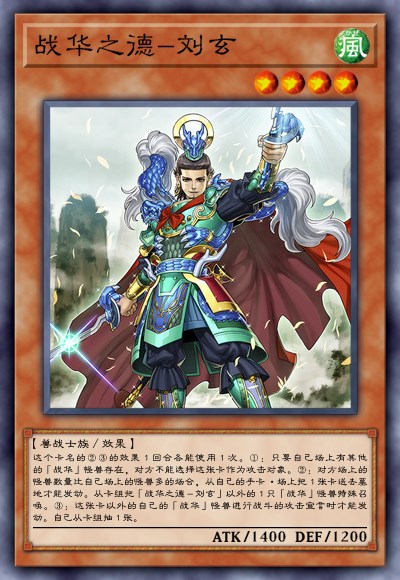 战华之德-刘玄
風
【兽战士族/效果】
这个卡名的②③的效果1回合各能使用1次。①：只要自己场上有其他
的「战华」怪兽存在，对方不能选择这张卡作为攻击对象。②：对方场上的
怪兽数量比自己场上的怪兽多的场合，从自己的手卡·场上把1张卡送去墓
地才能发动。从卡组把「战华之德-刘玄」以外的1只「战华」怪兽特殊召
唤。③：这张卡以外的自己的「战华」怪兽进行战斗的攻击宣言时才能发
动。自己从卡组抽1张。
ATK/1400 DEF/1200